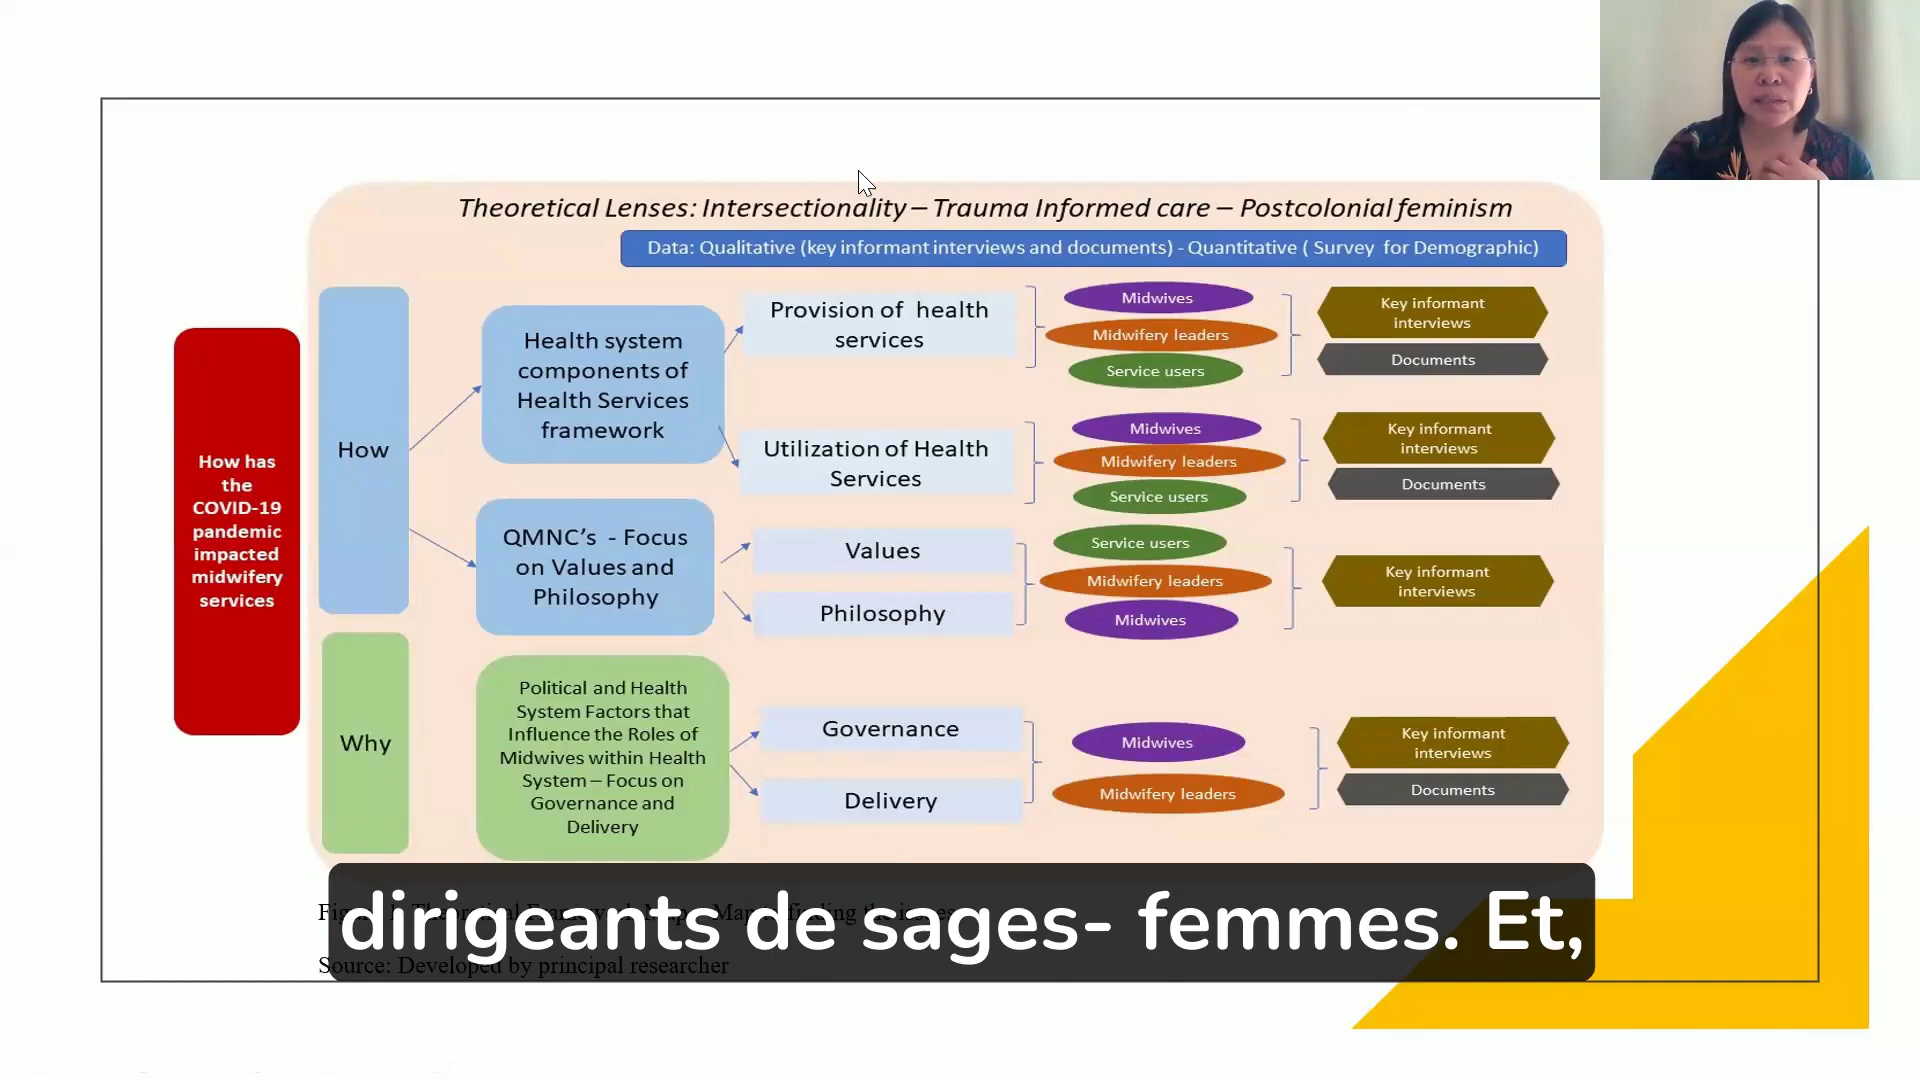 Theoretical Lenses: Intersectionality – Trauma Informed care – Postcolonial feminism
Data: Qualitative (key informant interviews and documents) - Quantitative ( Survey for Demographic)
How has
the
COVID-19
pandemic
impacted
midwifery
services
How
Health system
components of
Health Services
framework
Provision of health
services
Midwives
Midwifery leaders
Service users
Key informant
interviews
Documents
Utilization of Health
Services
Midwives
Midwifery leaders
Service users
Key informant
interviews
Documents
QMNC’s - Focus
on Values and
Philosophy
Values
Philosophy
Service users
Midwifery leaders
Midwives
Key informant
interviews
Why
Political and Health
System Factors that
Influence the Roles of
Midwives within Health
System – Focus on
Governance and
Delivery
Governance
Delivery
Midwives
Midwifery leaders
Key informant
interviews
Documents
dirigeants de sages- femmes. Et,
Source: Developed by principal researcher